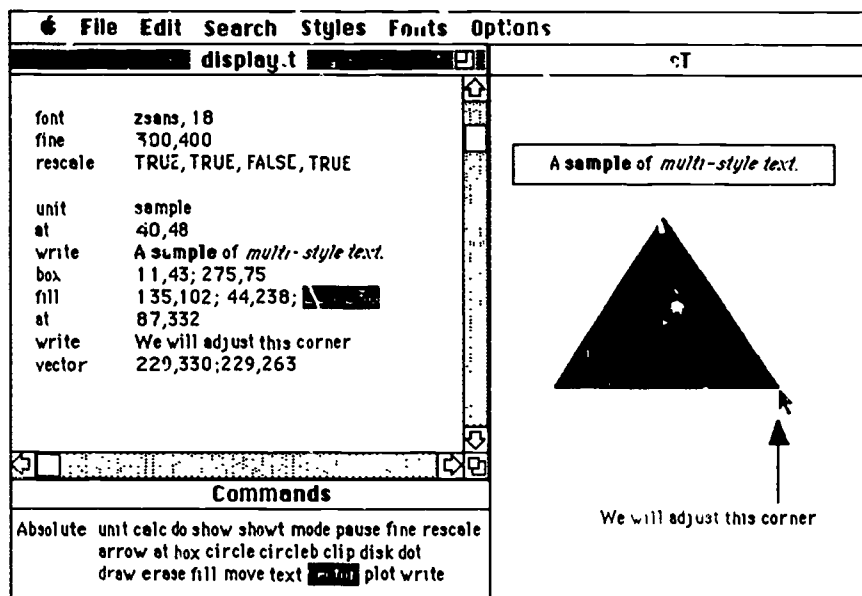 File Edit Search Styles Fonts Options
display.t
cT
font zsans, 18
fine 300,400
rescale TRUE, TRUE, FALSE, TRUE
unit sample
at 40,48
write A sample of multi-style text.
box 11,43; 275,75
fill 135,102; 44,238;
at 87,332
write We will adjust this corner
vector 229,330;229,263
A sample of multi-style text.
We will adjust this corner
Commands
Absolute unit calc do show showt mode pause fine rescale
arrow at box circle circleb clip disk dot
draw erase fill move text plot write